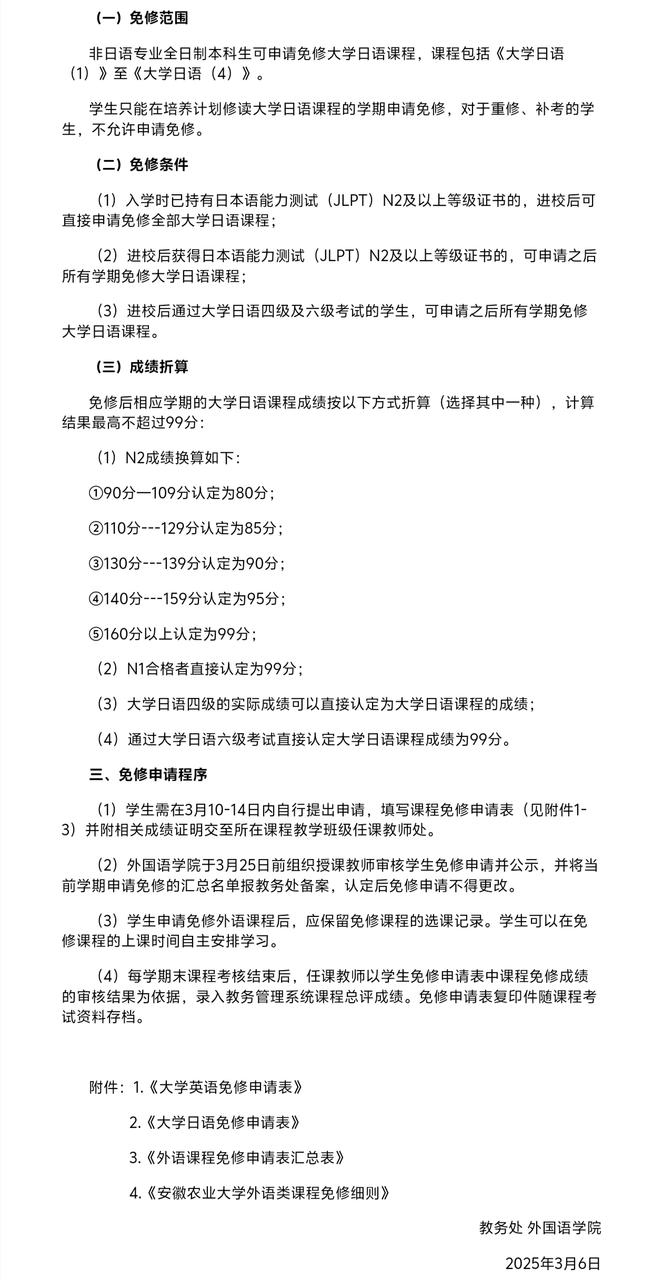 （一）免修范围
非日语专业全日制本科生可申请免修大学日语课程，课程包括《大学日语
（1）》至《大学日语（4）》。
学生只能在培养计划修读大学日语课程的学期申请免修，对于重修、补考的学
生，不允许申请免修。
（二）免修条件
（1）入学时已持有日本语能力测试（JLPT）N2及以上等级证书的，进校后可
直接申请免修全部大学日语课程；
（2）进校后获得日本语能力测试（JLPT）N2及以上等级证书的，可申请之后
所有学期免修大学日语课程；
（3）进校后通过大学日语四级及六级考试的学生，可申请之后所有学期免修
大学日语课程。
（三）成绩折算
免修后相应学期的大学日语课程成绩按以下方式折算（选择其中一种），计算
结果最高不超过99分：
（1）N2成绩换算如下：
①90分—109分认定为80分；
②110分---129分认定为85分；
③130分---139分认定为90分；
④140分---159分认定为95分；
⑤160分以上认定为99分；
（2）N1合格者直接认定为99分；
（3）大学日语四级的实际成绩可以直接认定为大学日语课程的成绩；
（4）通过大学日语六级考试直接认定大学日语课程成绩为99分。
三、免修申请程序
（1）学生需在3月10-14日内自行提出申请，填写课程免修申请表（见附件1-
3）并附相关成绩证明交至所在课程教学班级任课教师处。
（2）外国语学院于3月25日前组织授课教师审核学生免修申请并公示，并将当
前学期申请免修的汇总名单报教务处备案，认定后免修申请不得更改。
（3）学生申请免修外语课程后，应保留免修课程的选课记录。学生可以在免
修课程的上课时间自主安排学习。
（4）每学期末课程考核结束后，任课教师以学生免修申请表中课程免修成绩
的审核结果为依据，录入教务管理系统课程总评成绩。免修申请表复印件随课程考
试资料存档。
附件：1.《大学英语免修申请表》
2.《大学日语免修申请表》
3.《外语课程免修申请表汇总表》
4.《安徽农业大学外语类课程免修细则》
教务处 外国语学院
2025年3月6日